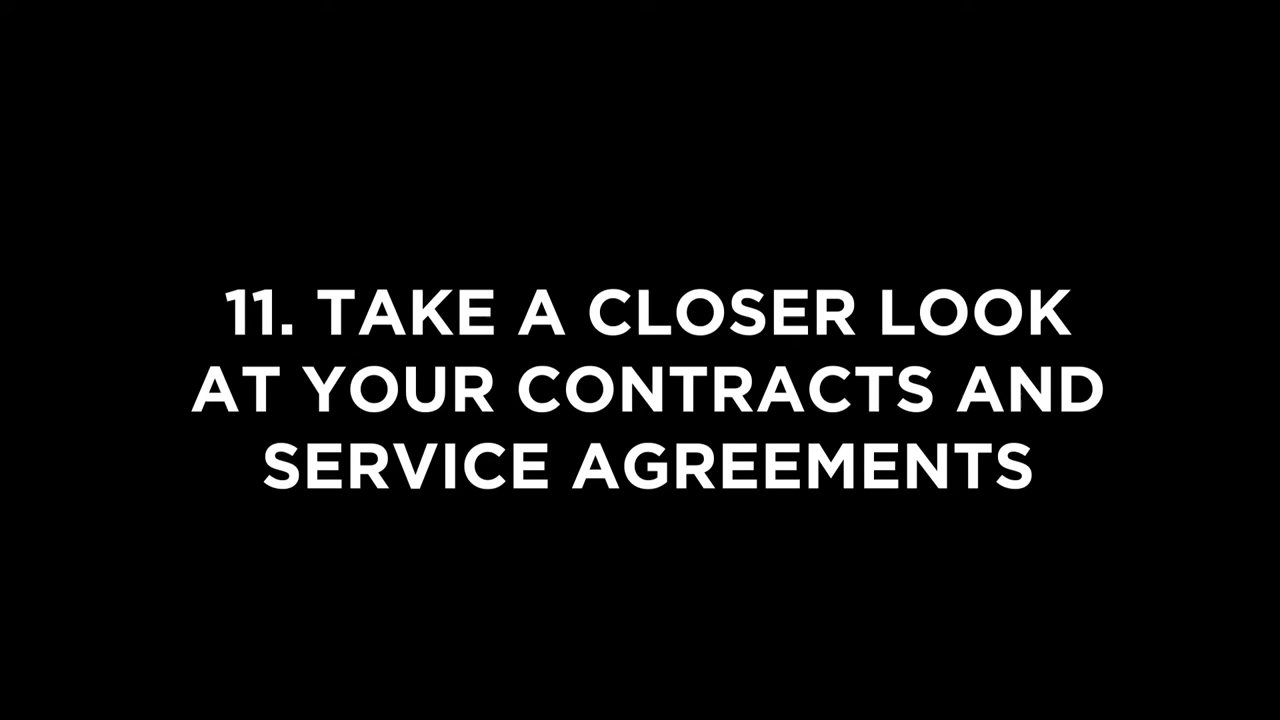 11. TAKE A CLOSER LOOK
AT YOUR CONTRACTS AND
SERVICE AGREEMENTS